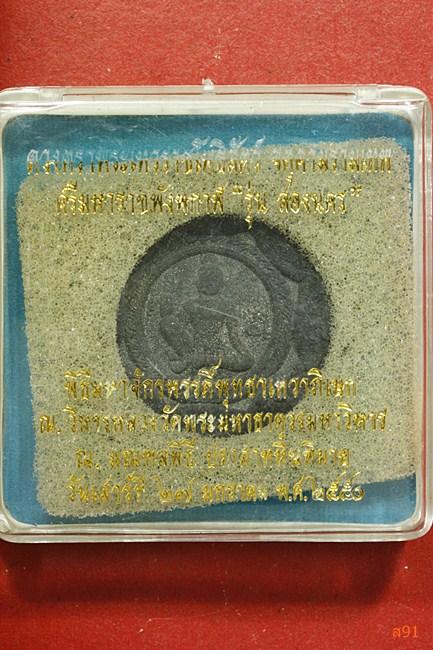 ศรีมหาราชพังพกาฬ "รุ่น สองนคร"
พิธีมหาจักรพรรดิ์พุทธาเทวาภิเษก
ณ. วิหารหลวงวัดพระมหาธาตุวรมหาวิหาร
ณ. มณฑลพิธี ปราสาทหินพิมาย
วันเสาร์ที่ ๒๗ มกราคม พ.ศ.๒๕๕๐
ส91